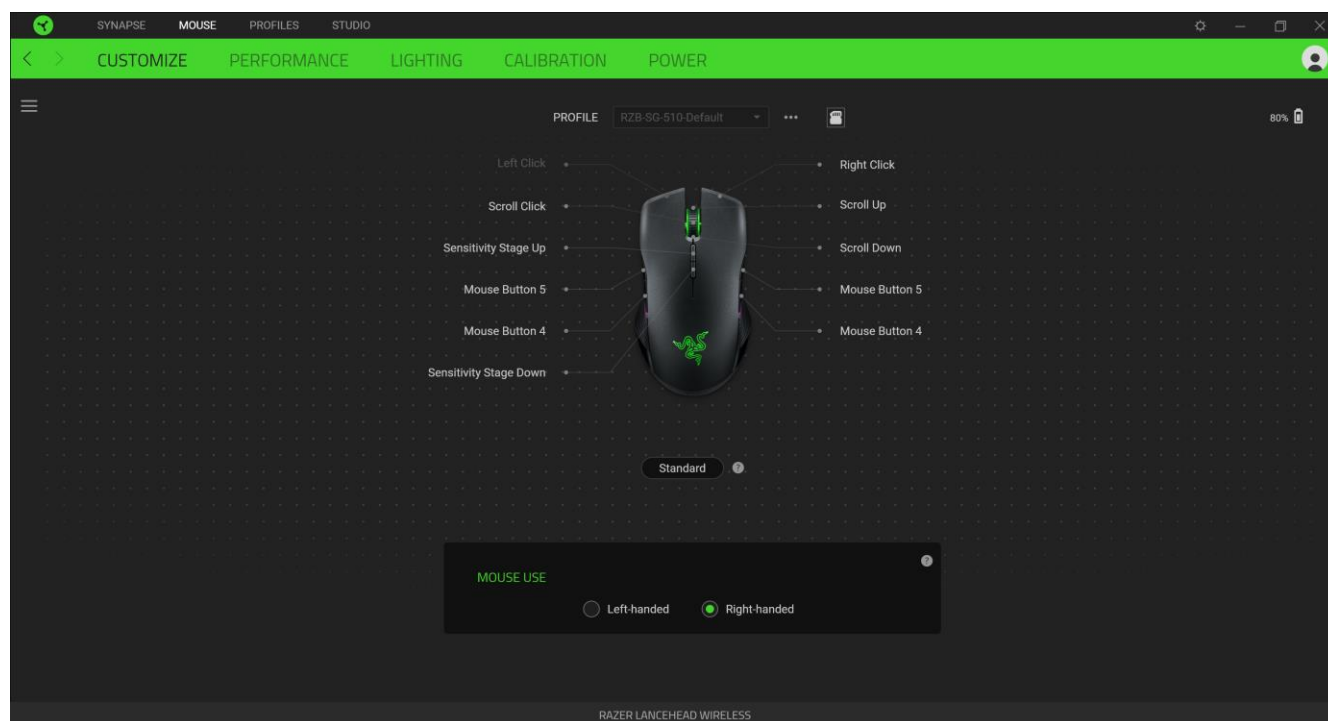 SYNAPSE MOUSE PROFILES STUDIO
CUSTOMIZE PERFORMANCE LIGHTING CALIBRATION POWER
PROFILE RZB-SG-510-Default ••• 80%
Left Click Right Click
Scroll Click Scroll Up
Sensitivity Stage Up Scroll Down
Mouse Button 5 Mouse Button 5
Mouse Button 4 Mouse Button 4
Sensitivity Stage Down
Standard ?
?
MOUSE USE
Left-handed Right-handed
RAZER LANCEHEAD WIRELESS